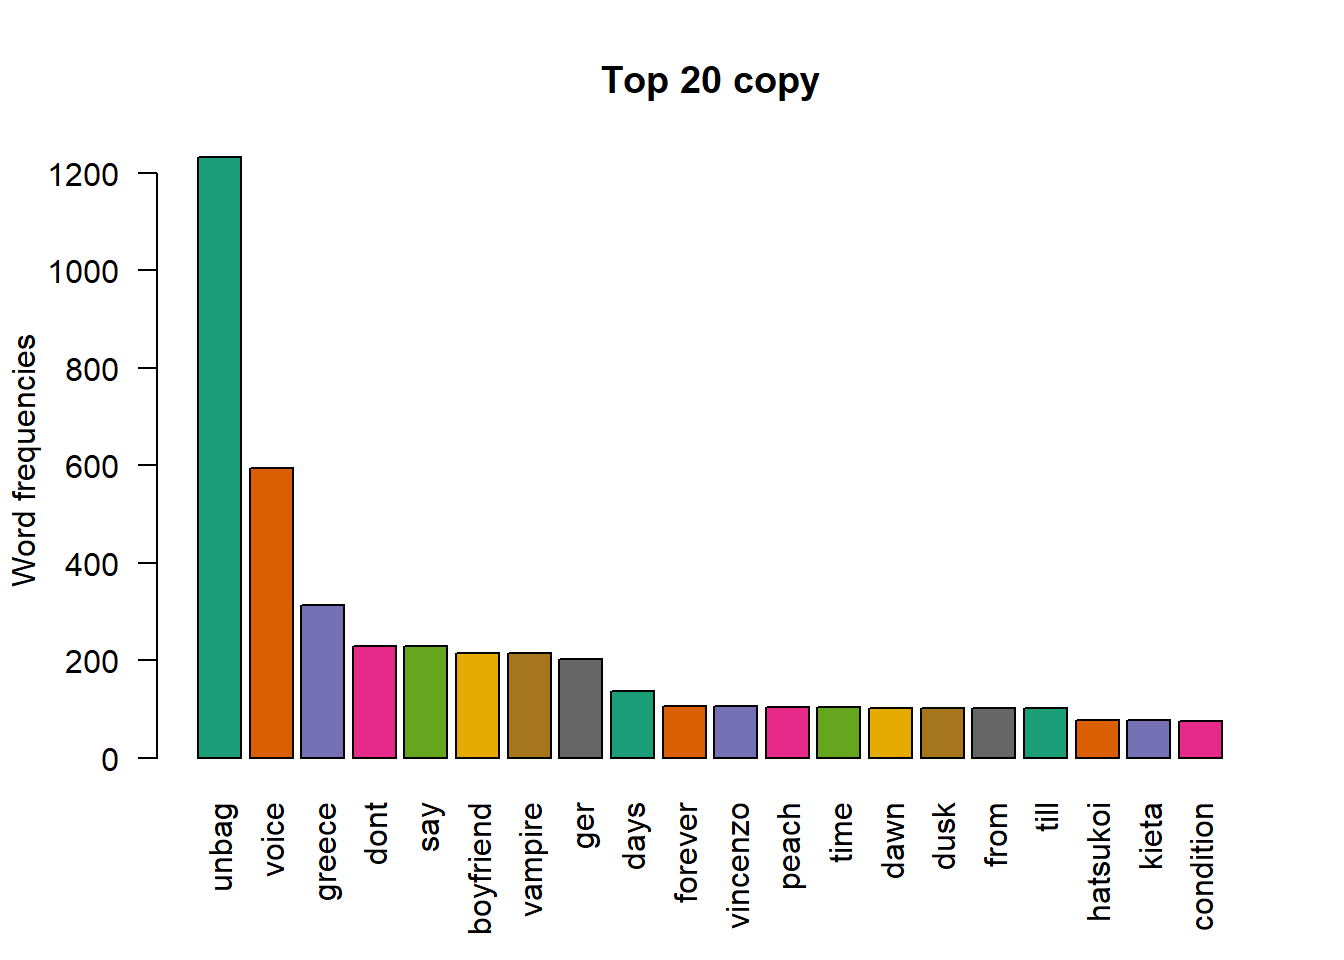 Top 20 copy
Word frequencies
1200
1000
800
600
400
200
0
unbag
voice
greece
dont
say
boyfriend
vampire
ger
days
forever
vincenzo
peach
time
dawn
dusk
from
till
hatsukoi
kieta
condition